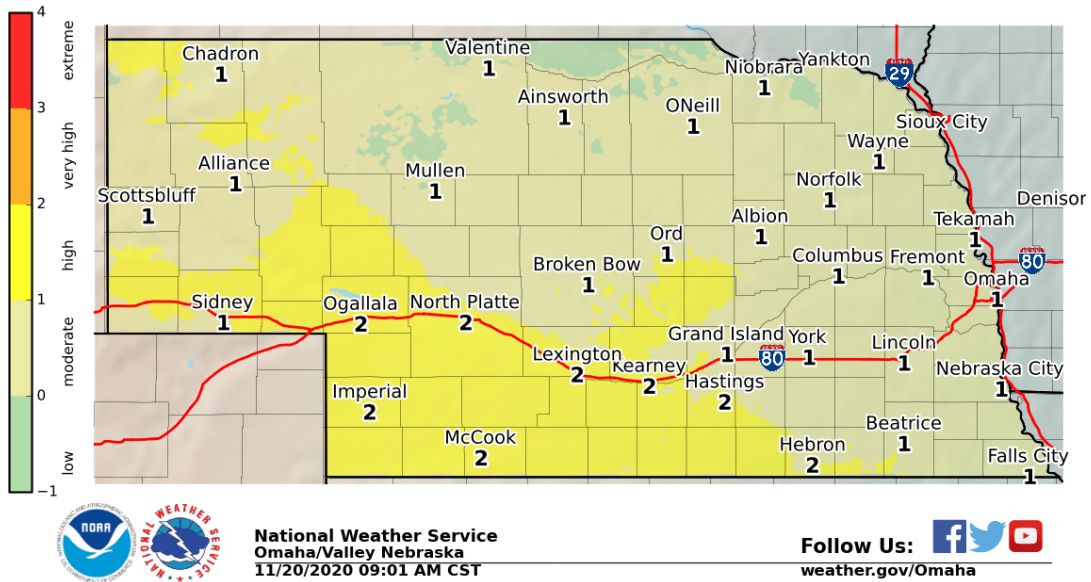 4
3
2
1
0
−1
extreme
very high
high
moderate
low
Chadron
1
Valentine
1
Ainsworth
1
ONeill
1
Niobrara
1
Yankton
29
Sioux City
Wayne
1
Alliance
1
Mullen
1
Scottsbluff
1
Norfolk
1
Denison
Albion
1
Tekamah
1
Ord
1
Broken Bow
1
Columbus
1
Fremont
1
80
Omaha
1
Sidney
1
Ogallala
2
North Platte
2
Grand Island
1
80
York
1
Lincoln
1
Lexington
2
Kearney
2
Hastings
2
Nebraska City
1
Imperial
2
McCook
2
Hebron
2
Beatrice
1
Falls City
1
NOAA
NATIONAL WEATHER SERVICE
National Weather Service
Omaha/Valley Nebraska
11/20/2020 09:01 AM CST
Follow Us:
weather.gov/Omaha